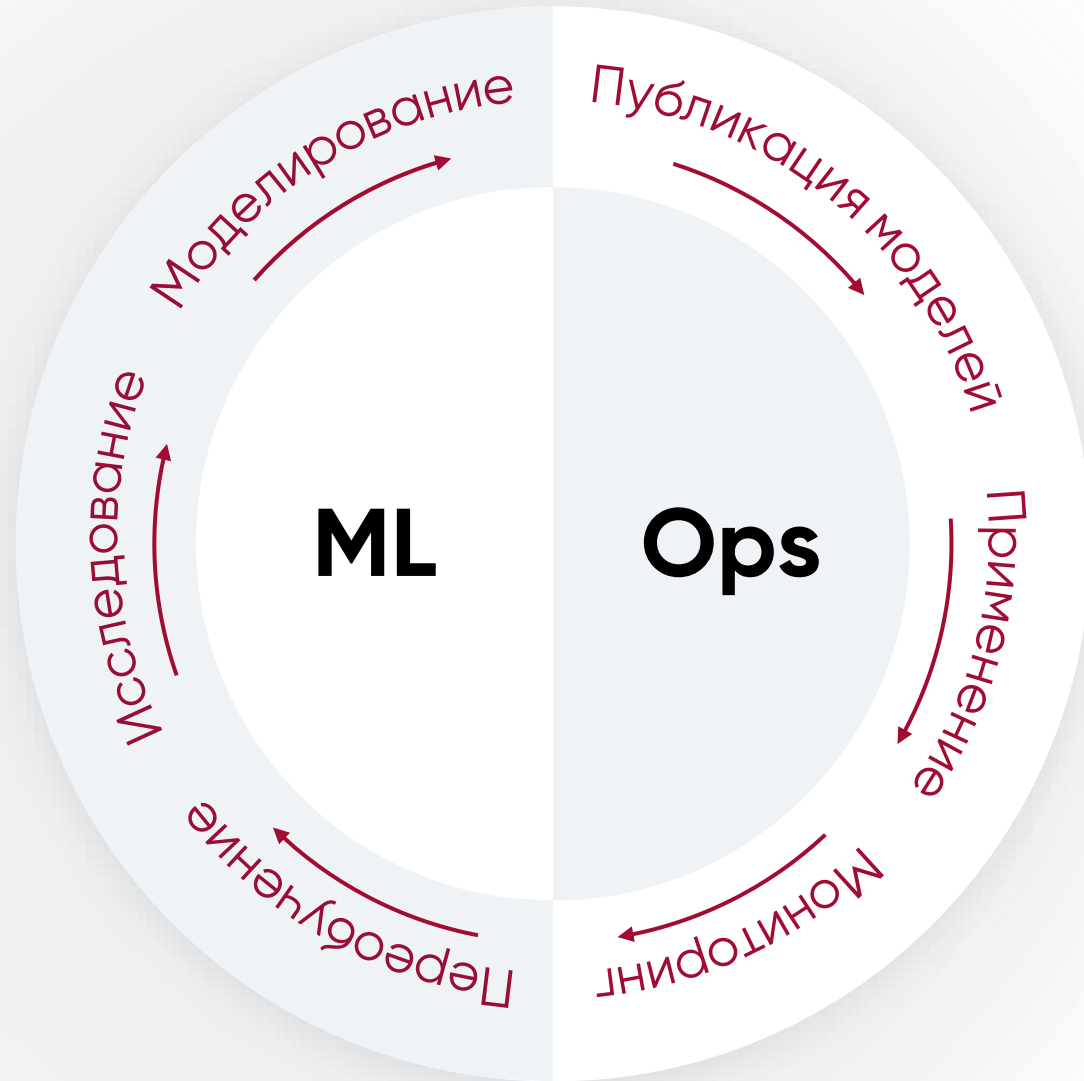 Моделирование
Публикация моделей
Исследование
ML
Ops
Применение
Переобучение
Мониторинг